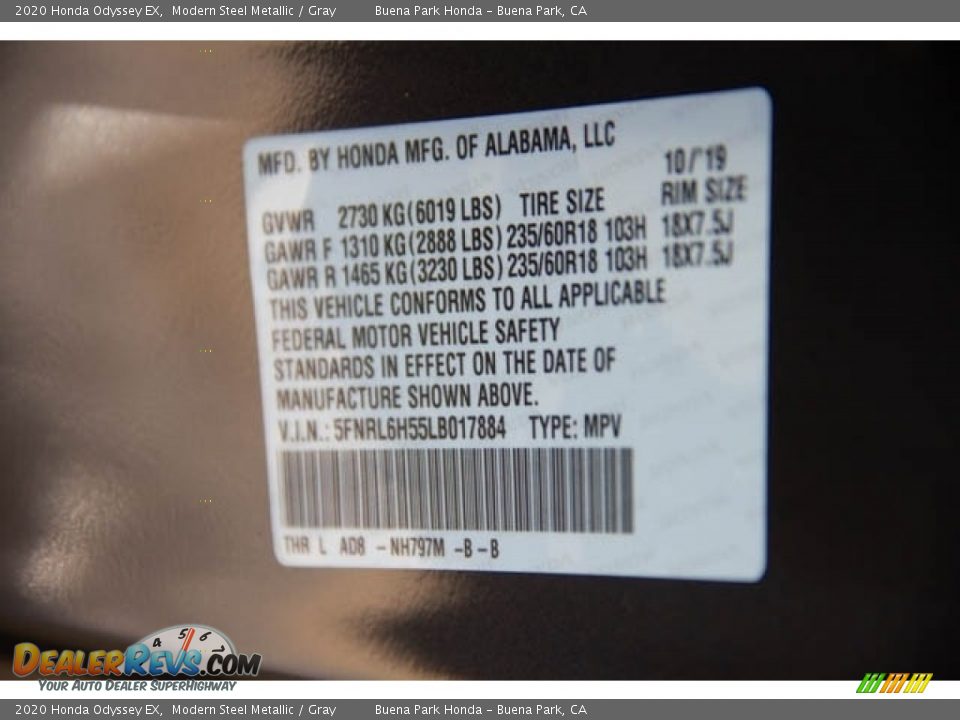 2020 Honda Odyssey EX,  Modern Steel Metallic / Gray          Buena Park Honda - Buena Park, CA
MFD. BY HONDA MFG. OF ALABAMA, LLC     10/'19
GVWR   2730 KG(6019 LBS)   TIRE SIZE   RIM SIZE
GAWR F 1310 KG(2888 LBS) 235/60R18 103H  18X7.5J
GAWR R 1465 KG(3230 LBS) 235/60R18 103H  18X7.5J
THIS VEHICLE CONFORMS TO ALL APPLICABLE
FEDERAL MOTOR VEHICLE SAFETY
STANDARDS IN EFFECT ON THE DATE OF
MANUFACTURE SHOWN ABOVE.
V.I.N.: 5FNRL6H55LB017884   TYPE: MPV
THR L  AD8  - NH797M  - B - B
4 5 6
DEALERREVS.COM
YOUR AUTO DEALER SUPERHIGHWAY
2020 Honda Odyssey EX,  Modern Steel Metallic / Gray          Buena Park Honda - Buena Park, CA